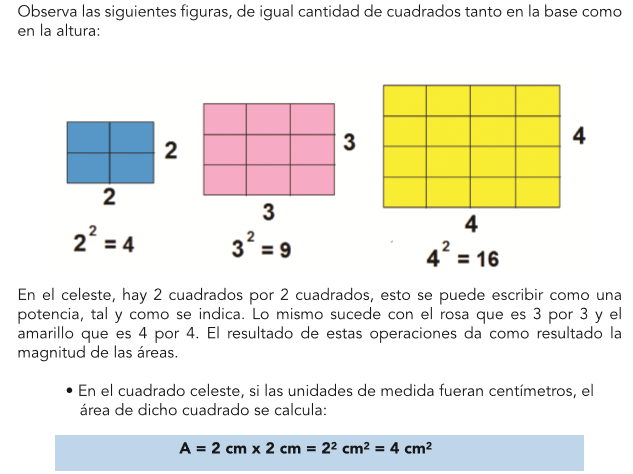 Observa las siguientes figuras, de igual cantidad de cuadrados tanto en la base como
en la altura:
2
2
2² = 4
3
3
3² = 9
4
4
4² = 16
En el celeste, hay 2 cuadrados por 2 cuadrados, esto se puede escribir como una
potencia, tal y como se indica. Lo mismo sucede con el rosa que es 3 por 3 y el
amarillo que es 4 por 4. El resultado de estas operaciones da como resultado la
magnitud de las áreas.
• En el cuadrado celeste, si las unidades de medida fueran centímetros, el
área de dicho cuadrado se calcula:
A = 2 cm x 2 cm = 2² cm² = 4 cm²